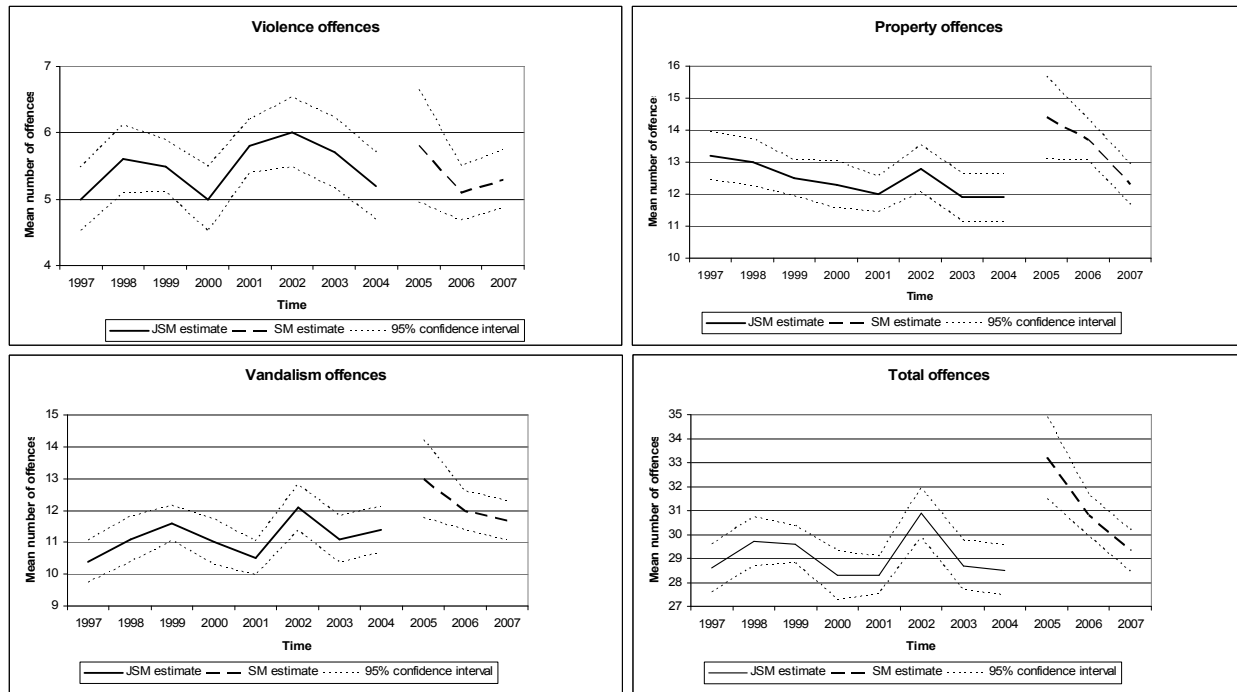 Violence offences
Mean number of offences
7
6
5
4
1997 1998 1999 2000 2001 2002 2003 2004 2005 2006 2007
Time
JSM estimate SM estimate 95% confidence interval
Property offences
Mean number of offence
16
15
14
13
12
11
10
1997 1998 1999 2000 2001 2002 2003 2004 2005 2006 2007
Time
JSM estimate SM estimate 95% confidence interval
Vandalism offences
Mean number of offences
15
14
13
12
11
10
9
1997 1998 1999 2000 2001 2002 2003 2004 2005 2006 2007
Time
JSM estimate SM estimate 95% confidence interval
Total offences
Mean number of offences
35
34
33
32
31
30
29
28
27
1997 1998 1999 2000 2001 2002 2003 2004 2005 2006 2007
Time
JSM estimate SM estimate 95% confidence interval